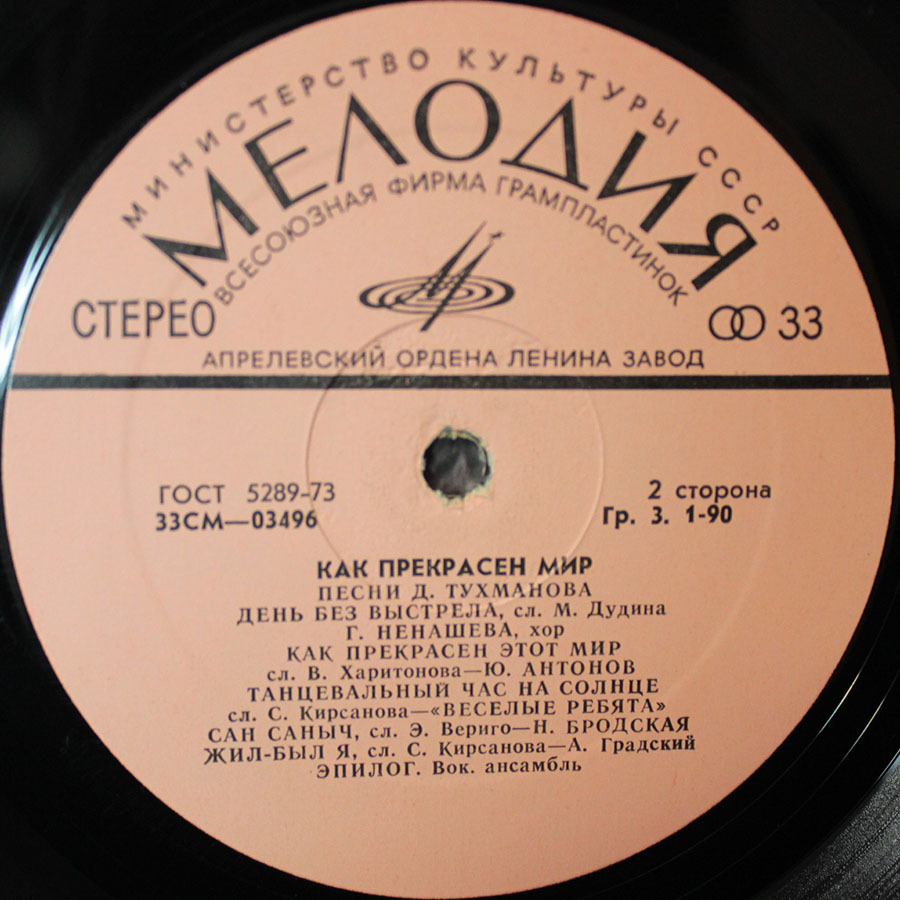 МИНИСТЕРСТВО КУЛЬТУРЫ СССР
МЕЛОДИЯ
ВСЕСОЮЗНАЯ ФИРМА ГРАМПЛАСТИНОК
СТЕРЕО
33
АПРЕЛЕВСКИЙ ОРДЕНА ЛЕНИНА ЗАВОД
ГОСТ 5289-73
33СМ—03496
2 сторона
Гр. 3. 1-90
КАК ПРЕКРАСЕН МИР
ПЕСНИ Д. ТУХМАНОВА
ДЕНЬ БЕЗ ВЫСТРЕЛА, сл. М. Дудина
Г. НЕНАШЕВА, хор
КАК ПРЕКРАСЕН ЭТОТ МИР
сл. В. Харитонова—Ю. АНТОНОВ
ТАНЦЕВАЛЬНЫЙ ЧАС НА СОЛНЦЕ
сл. С. Кирсанова—«ВЕСЕЛЫЕ РЕБЯТА»
САН САНЫЧ, сл. Э. Вериго—Н. БРОДСКАЯ
ЖИЛ-БЫЛ Я, сл. С. Кирсанова—А. Градский
ЭПИЛОГ. Вок. ансамбль